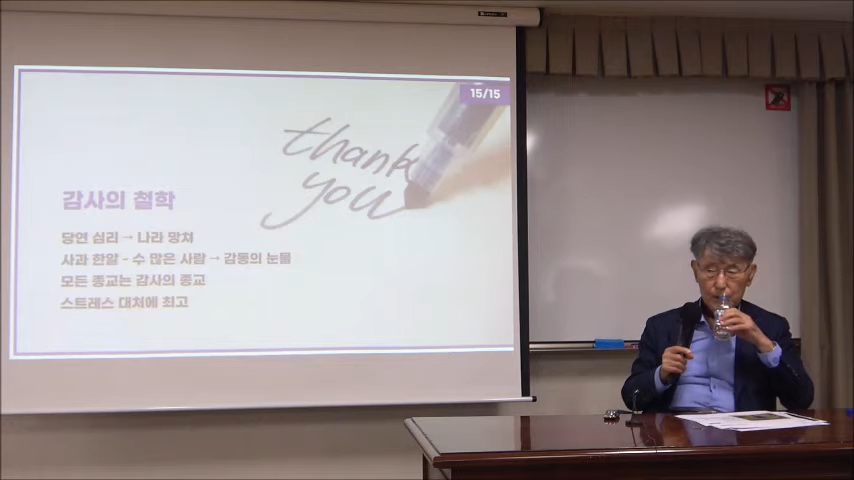 15/15
thank
you
감사의 철학
당연 심리 → 나라 망쳐
사과 한알 - 수 많은 사람 → 감동의 눈물
모든 종교는 감사의 종교
스트레스 대처에 최고